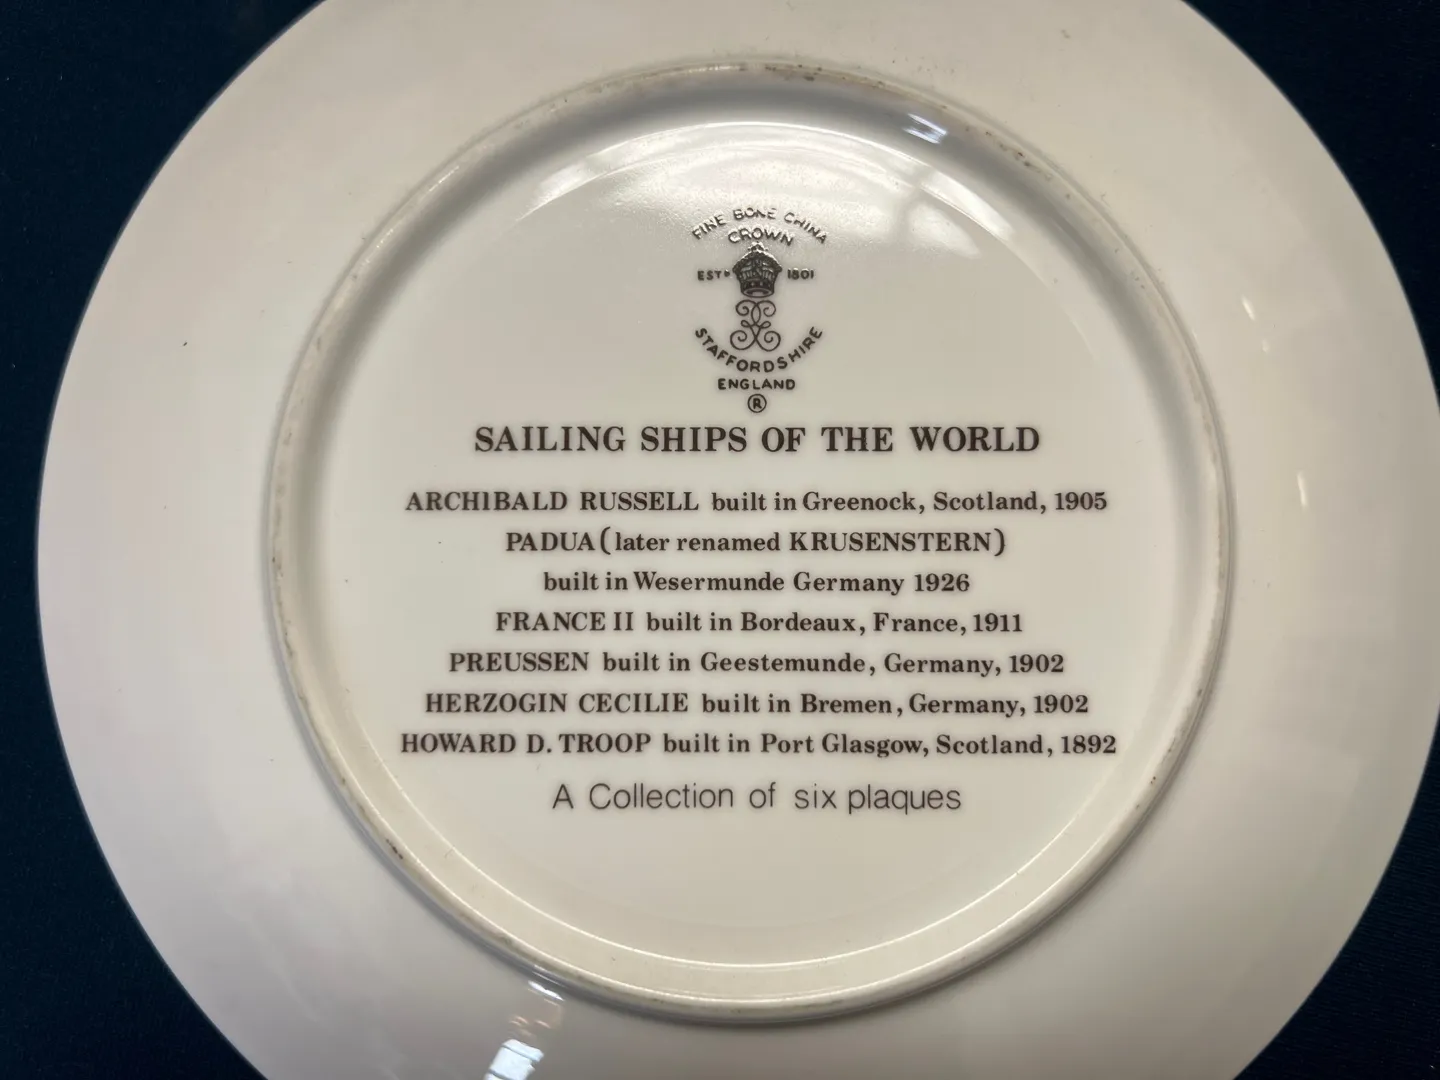 FINE BONE CHINA
CROWN
ESTD 1801
STAFFORDSHIRE
ENGLAND
®
SAILING SHIPS OF THE WORLD
ARCHIBALD RUSSELL built in Greenock, Scotland, 1905
PADUA (later renamed KRUSENSTERN)
built in Wesermunde Germany 1926
FRANCE II built in Bordeaux, France, 1911
PREUSSEN built in Geestemunde, Germany, 1902
HERZOGIN CECILIE built in Bremen, Germany, 1902
HOWARD D. TROOP built in Port Glasgow, Scotland, 1892
A Collection of six plaques